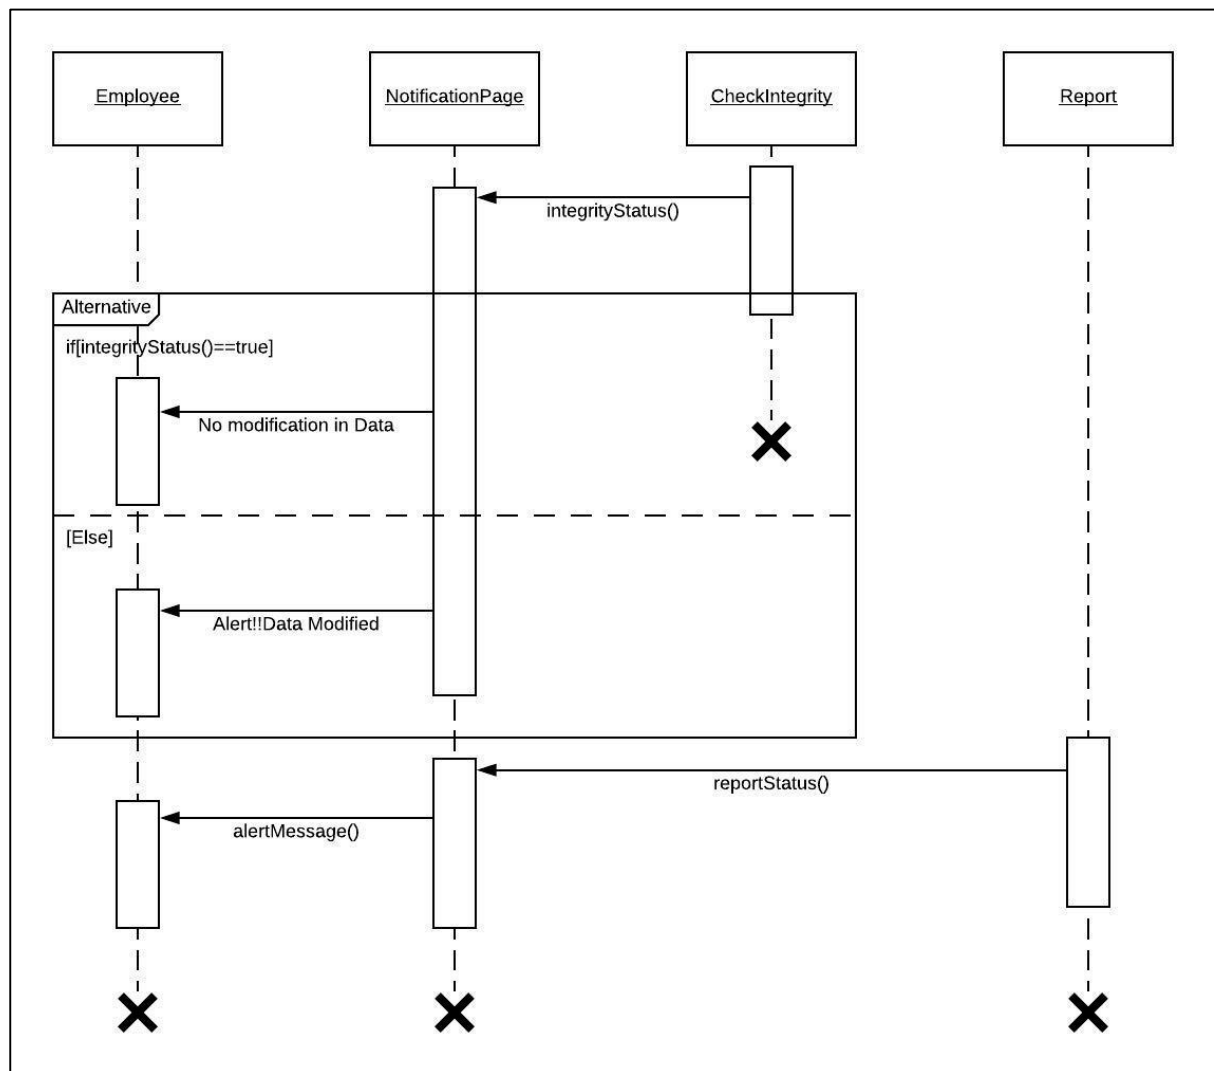 Employee
NotificationPage
CheckIntegrity
Report
integrityStatus()
Alternative
if[integrityStatus()==true]
No modification in Data
[Else]
Alert!!Data Modified
reportStatus()
alertMessage()